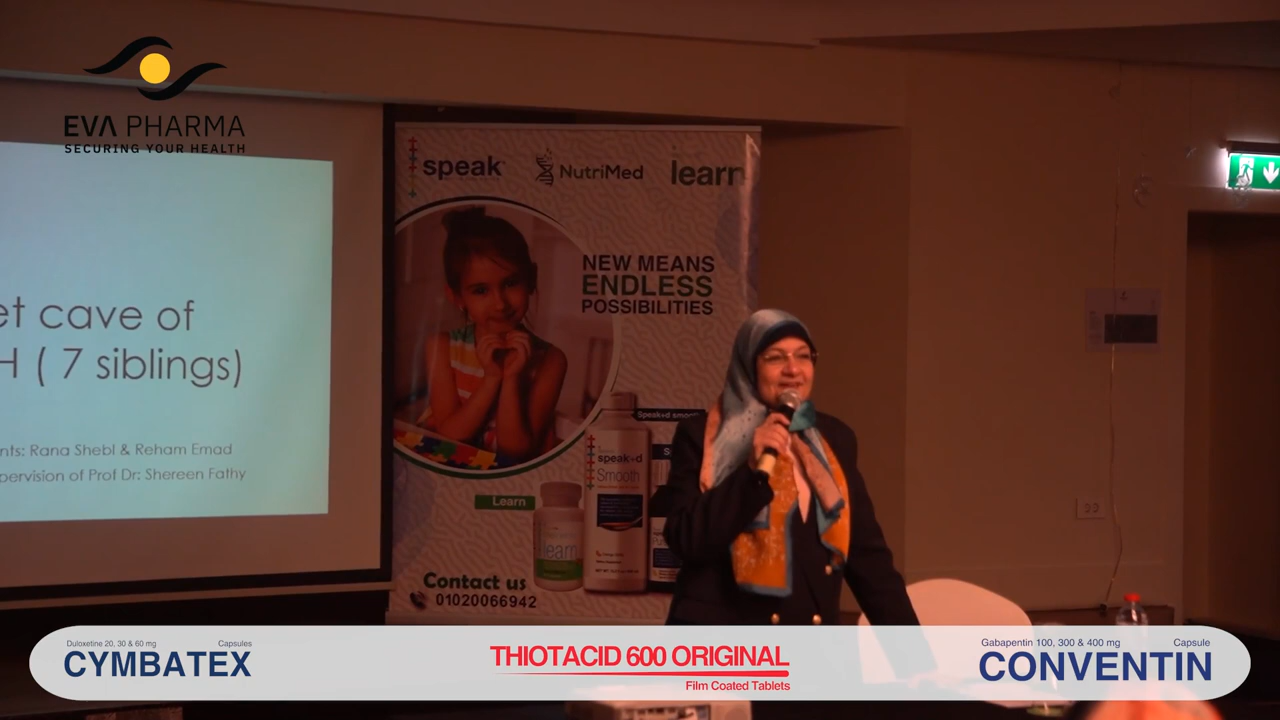 EVA PHARMA
SECURING YOUR HEALTH
et cave of
H ( 7 siblings)
nts: Rana Shebl & Reham Emad
pervision of Prof Dr: Shereen Fathy
speak
NutriMed
learn
NEW MEANS
ENDLESS
POSSIBILITIES
Speak+d smooth
speak+d
Smooth
Learn
learn
Contact us
01020066942
Duloxetine 20, 30 & 60 mg Capsules
CYMBATEX
THIOTACID 600 ORIGINAL
Film Coated Tablets
Gabapentin 100, 300 & 400 mg Capsule
CONVENTIN